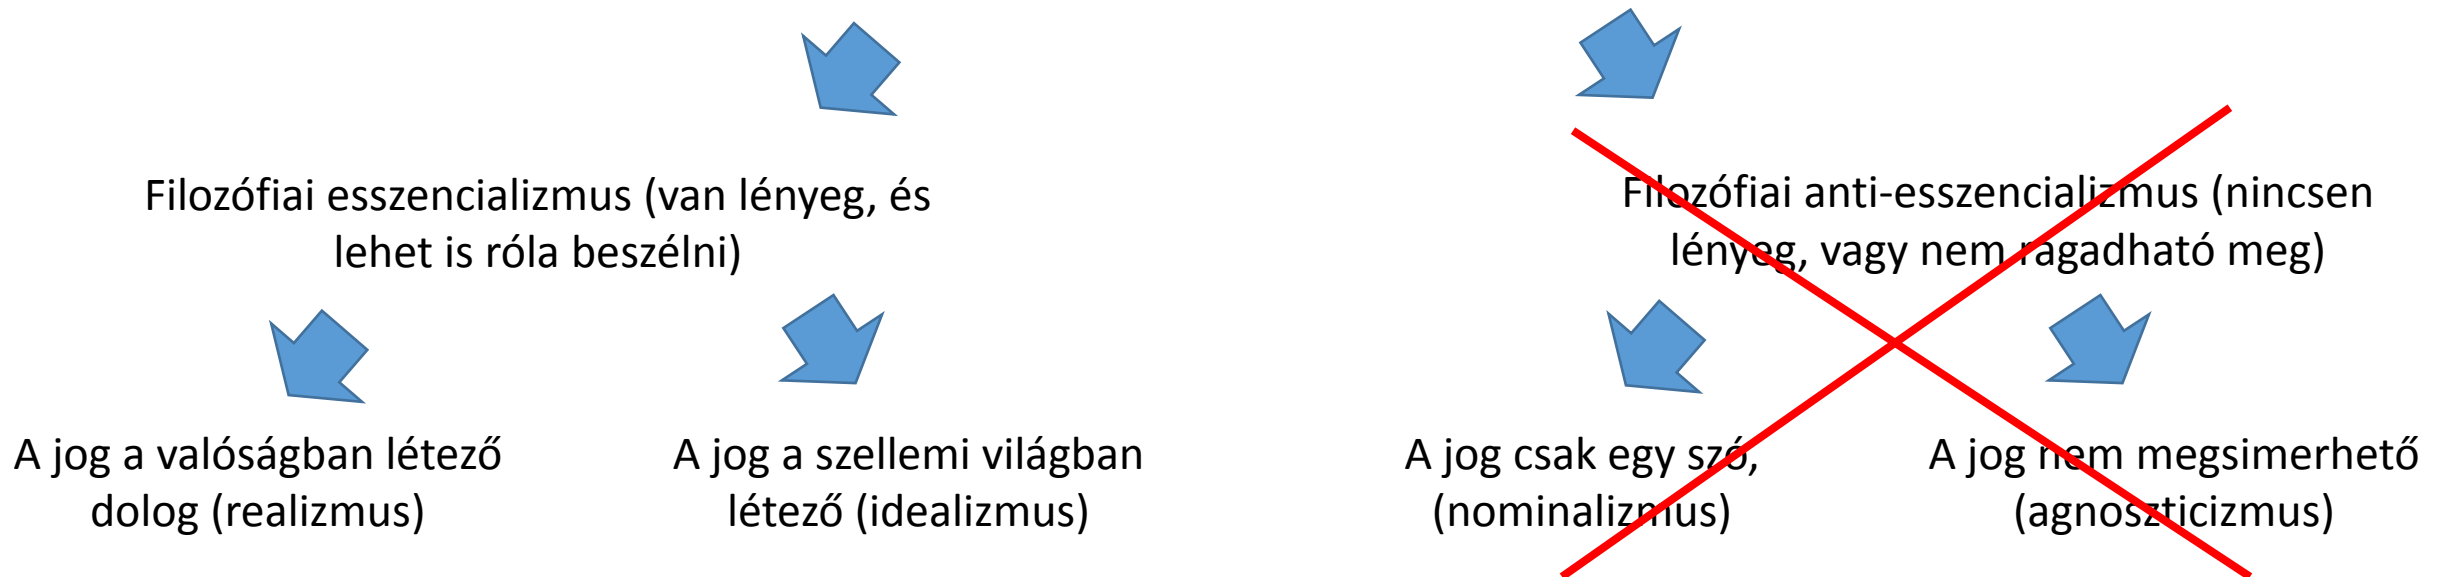 Filozófiai esszencializmus (van lényeg, és
lehet is róla beszélni)
Filozófiai anti-esszencializmus (nincsen
lényeg, vagy nem ragadható meg)
A jog a valóságban létező
dolog (realizmus)
A jog a szellemi világban
létező (idealizmus)
A jog csak egy szó,
(nominalizmus)
A jog nem megsimerhető
(agnoszticizmus)